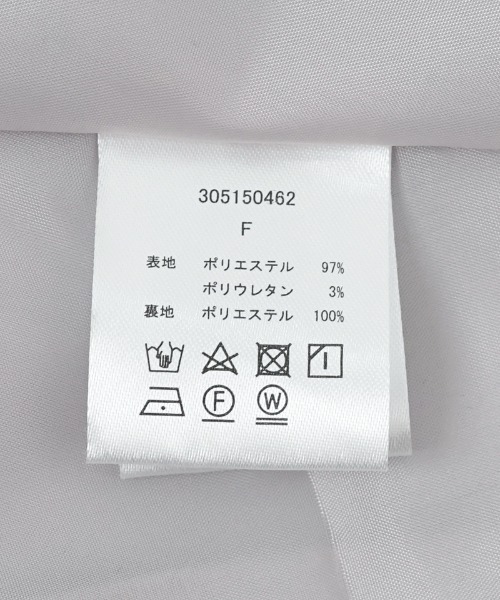 305150462
F
表地 ポリエステル 97%
ポリウレタン 3%
裏地 ポリエステル 100%
F W